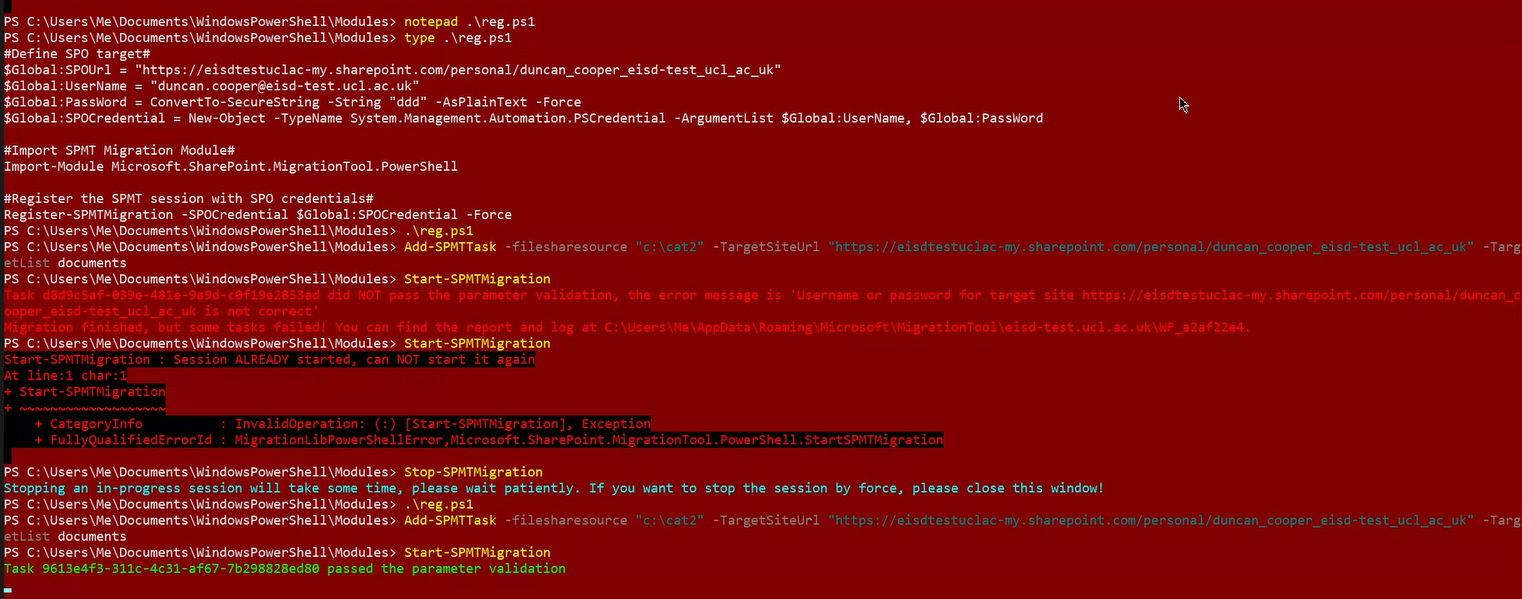 PS C:\Users\Me\Documents\WindowsPowerShell\Modules> notepad .\reg.ps1
PS C:\Users\Me\Documents\WindowsPowerShell\Modules> type .\reg.ps1
#Define SPO target#
$Global:SPOUrl = "https://eisdtestuclac-my.sharepoint.com/personal/duncan_cooper_eisd-test_ucl_ac_uk"
$Global:UserName = "duncan.cooper@eisd-test.ucl.ac.uk"
$Global:PassWord = ConvertTo-SecureString -String "ddd" -AsPlainText -Force
$Global:SPOCredential = New-Object -TypeName System.Management.Automation.PSCredential -ArgumentList $Global:UserName, $Global:PassWord
#Import SPMT Migration Module#
Import-Module Microsoft.SharePoint.MigrationTool.PowerShell
#Register the SPMT session with SPO credentials#
Register-SPMTMigration -SPOCredential $Global:SPOCredential -Force
PS C:\Users\Me\Documents\WindowsPowerShell\Modules> .\reg.ps1
PS C:\Users\Me\Documents\WindowsPowerShell\Modules> Add-SPMTTask -filesharesource "c:\cat2" -TargetSiteUrl "https://eisdtestuclac-my.sharepoint.com/personal/duncan_cooper_eisd-test_ucl_ac_uk" -Targ
etList documents
PS C:\Users\Me\Documents\WindowsPowerShell\Modules> Start-SPMTMigration
Task d8d9c5af-039e-481e-9a9d-c0f19e2853ad did NOT pass the parameter validation, the error message is 'Username or password for target site https://eisdtestuclac-my.sharepoint.com/personal/duncan_c
ooper_eisd-test_ucl_ac_uk is not correct'
Migration finished, but some tasks failed! You can find the report and log at C:\Users\Me\AppData\Roaming\Microsoft\MigrationTool\eisd-test.ucl.ac.uk\WF_a2af22e4.
PS C:\Users\Me\Documents\WindowsPowerShell\Modules> Start-SPMTMigration
Start-SPMTMigration : Session ALREADY started, can NOT start it again
At line:1 char:1
+ Start-SPMTMigration
+ ~~~~~~~~~~~~~~~~~~~
+ CategoryInfo : InvalidOperation: (:) [Start-SPMTMigration], Exception
+ FullyQualifiedErrorId : MigrationLibPowerShellError,Microsoft.SharePoint.MigrationTool.PowerShell.StartSPMTMigration
PS C:\Users\Me\Documents\WindowsPowerShell\Modules> Stop-SPMTMigration
Stopping an in-progress session will take some time, please wait patiently. If you want to stop the session by force, please close this window!
PS C:\Users\Me\Documents\WindowsPowerShell\Modules> .\reg.ps1
PS C:\Users\Me\Documents\WindowsPowerShell\Modules> Add-SPMTTask -filesharesource "c:\cat2" -TargetSiteUrl "https://eisdtestuclac-my.sharepoint.com/personal/duncan_cooper_eisd-test_ucl_ac_uk" -Targ
etList documents
PS C:\Users\Me\Documents\WindowsPowerShell\Modules> Start-SPMTMigration
Task 9613e4f3-311c-4c31-af67-7b298828ed80 passed the parameter validation